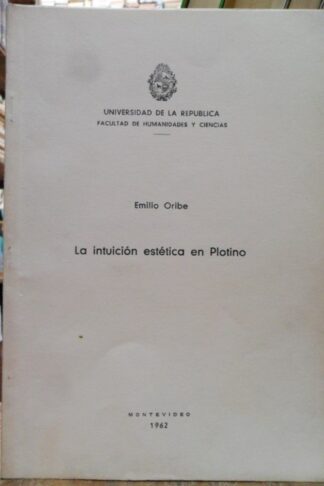 UNIVERSIDAD DE LA REPUBLICA
FACULTAD DE HUMANIDADES Y CIENCIAS
Emilio Oribe
La intuición estética en Plotino
MONTEVIDEO
1962